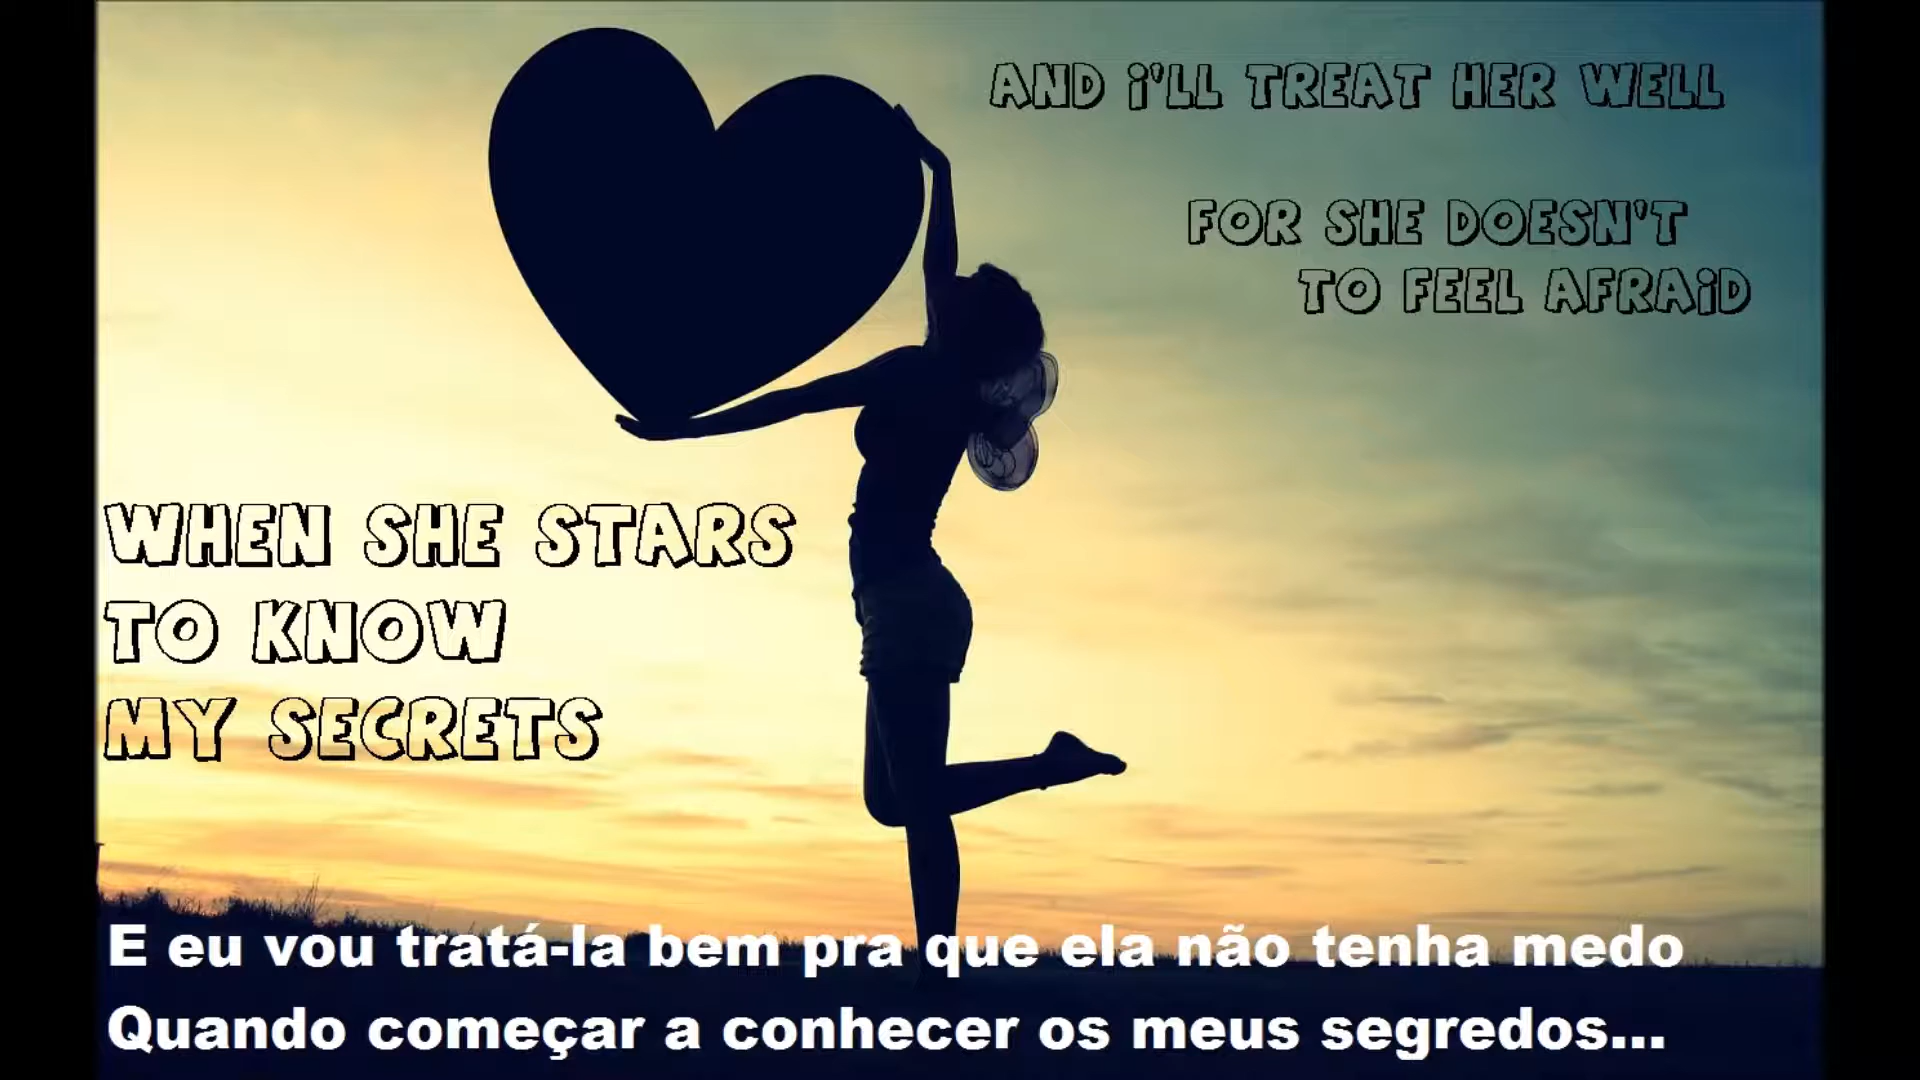 AND i'LL TREAT HER WELL
FOR SHE DOESN'T
TO FEEL AFRAiD
WHEN SHE STARS
TO KNOW
MY SECRETS
E eu vou tratá-la bem pra que ela não tenha medo
Quando começar a conhecer os meus segredos...